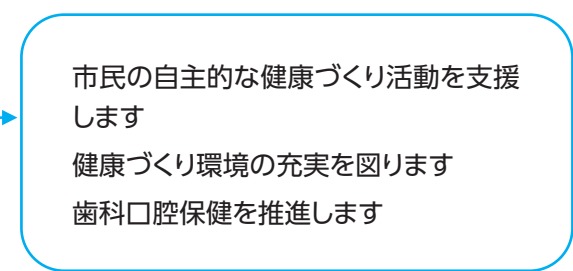 市民の自主的な健康づくり活動を支援
します
健康づくり環境の充実を図ります
歯科口腔保健を推進します